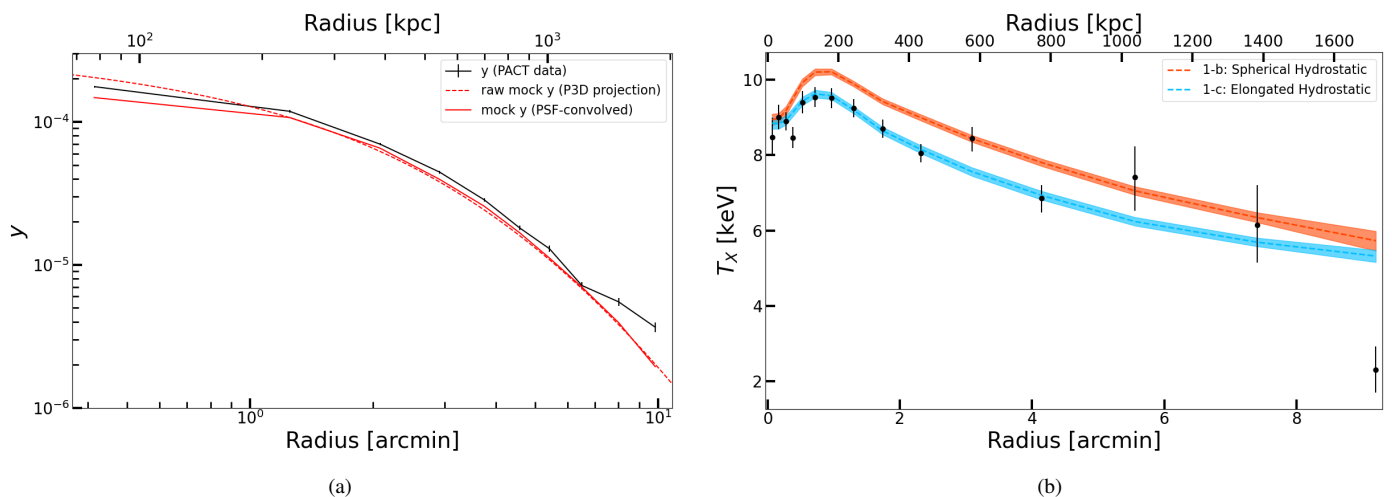 Radius [kpc]
10²
10³
y (PACT data)
raw mock y (P3D projection)
mock y (PSF-convolved)
10⁻⁴
10⁻⁵
10⁻⁶
y
10⁰
10¹
Radius [arcmin]
(a)
Radius [kpc]
0 200 400 600 800 1000 1200 1400 1600
1-b: Spherical Hydrostatic
1-c: Elongated Hydrostatic
10
8
6
4
2
T_X [keV]
0 2 4 6 8
Radius [arcmin]
(b)